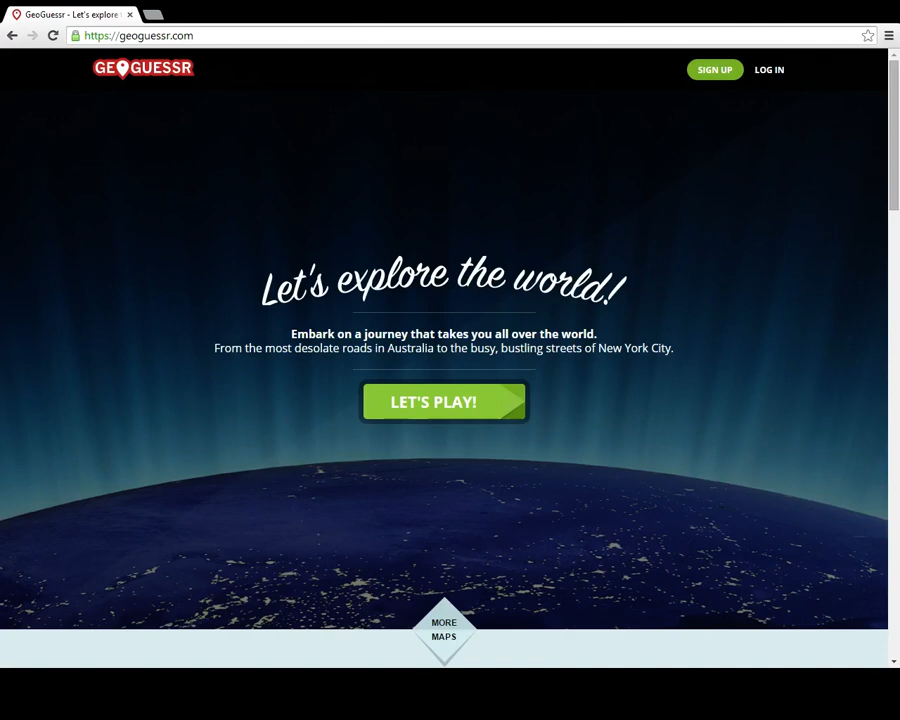 GeoGuessr - Let's explore t
https://geoguessr.com
GEOGUESSR
SIGN UP
LOG IN
Let's explore the world!
Embark on a journey that takes you all over the world.
From the most desolate roads in Australia to the busy, bustling streets of New York City.
LET'S PLAY!
MORE
MAPS